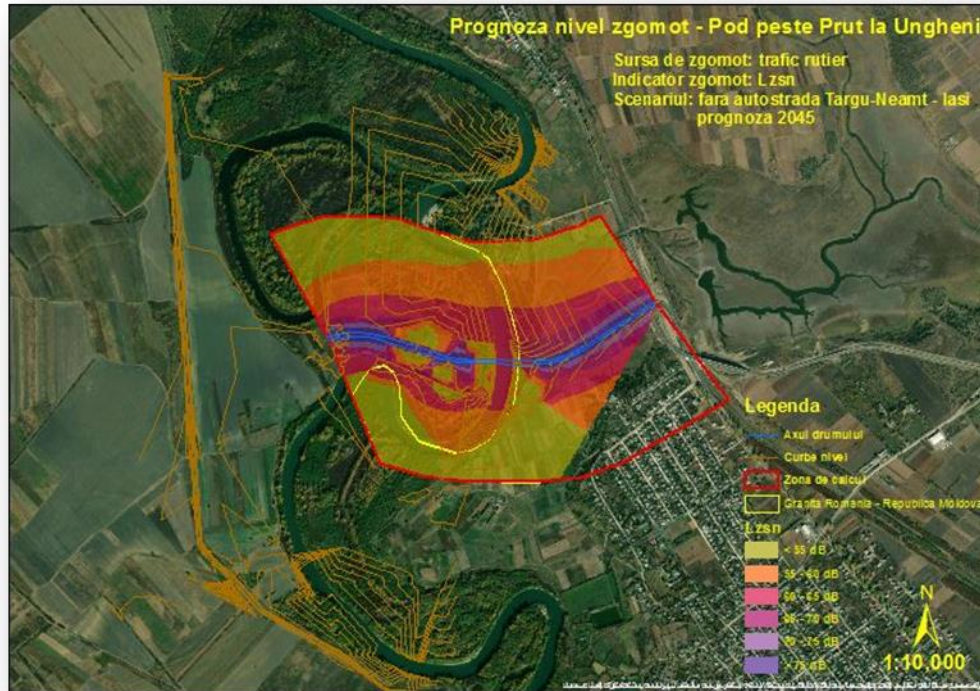 Prognoza nivel zgomot - Pod peste Prut la Ungheni
Sursa de zgomot: trafic rutier
Indicator zgomot: Lzsn
Scenariul: fara autostrada Targu-Neamt - Iasi
prognoza 2045
Legenda
Axul drumului
Curbe nivel
Zona de calcul
Granita Romania - Republica Moldova
Lzsn
< 55 dB
55 - 60 dB
60 - 65 dB
65 - 70 dB
70 - 75 dB
>75 dB
N
1:10,000